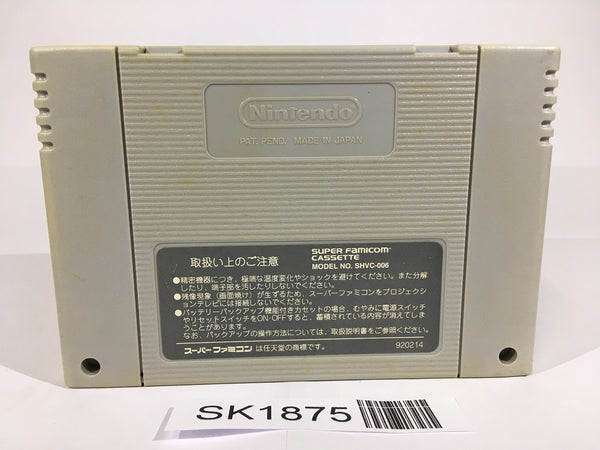 Nintendo
PAT. PEND. MADE IN JAPAN
SUPER FAMICOM™
CASSETTE
MODEL NO. SHVC-006
取扱い上のご注意
●精密機器につき、極端な温度変化やショックを避けてください。また分解
したり、端子部を汚したりしないでください。
●残像現象（画面焼け）が生ずるため、スーパーファミコンをプロジェクシ
ョンテレビには接続しないでください。
●バッテリーバックアップ機能付きカセットの場合、むやみに電源スイッチ
やリセットスイッチをON・OFFすると、蓄積されている内容が消えてしま
うことがあります。
なお、バックアップの操作方法については、取扱説明書をご参照ください。
スーパーファミコンは任天堂の商標です。
920214
SK1875